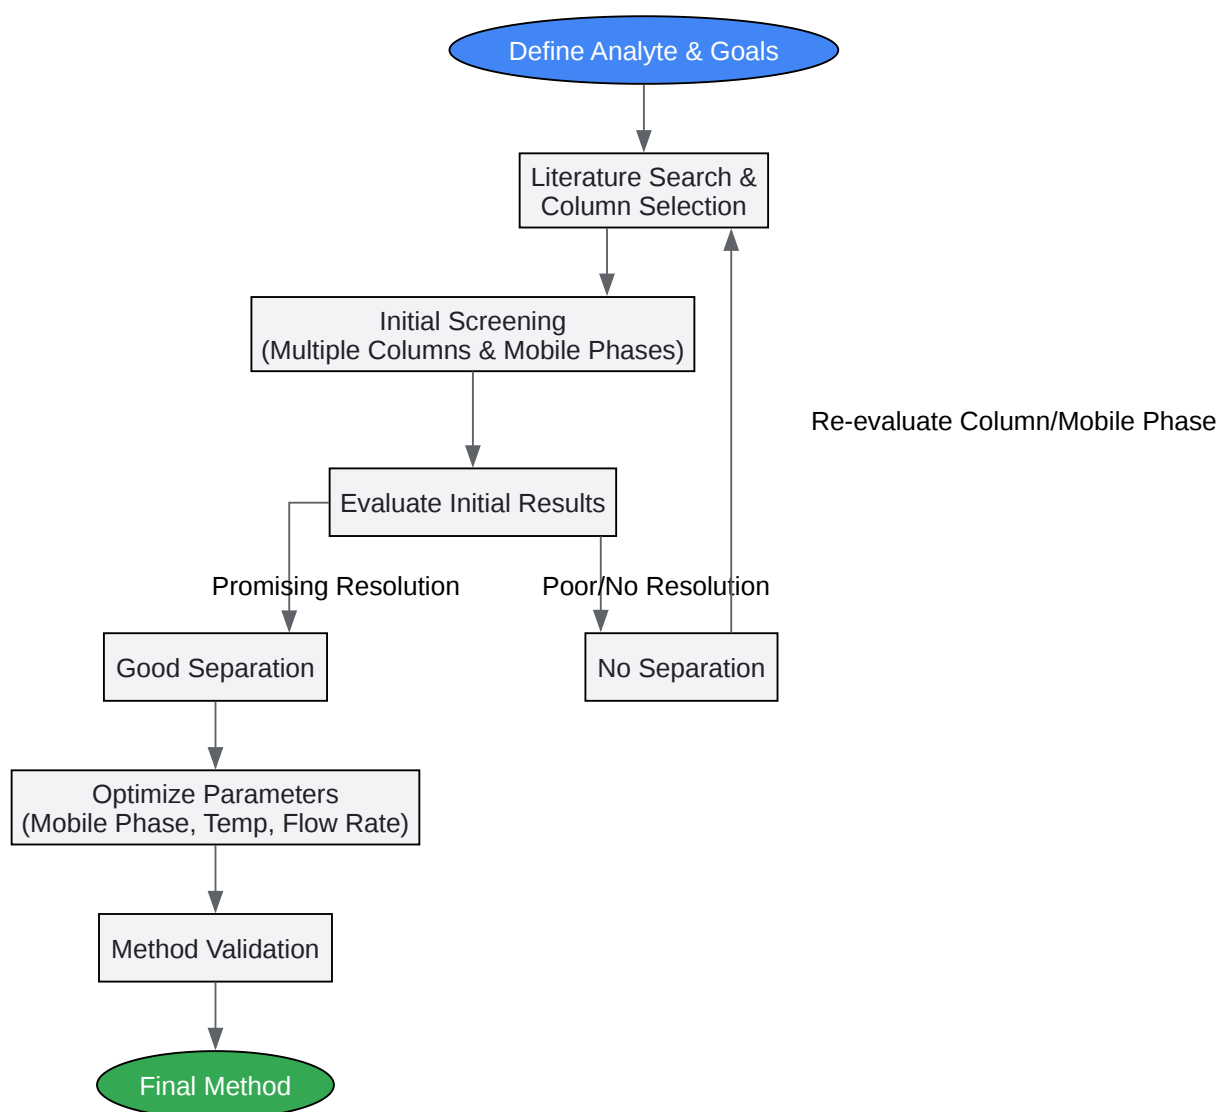 Define Analyte & Goals
Literature Search &
Column Selection
Initial Screening
(Multiple Columns & Mobile Phases)
Re-evaluate Column/Mobile Phase
Evaluate Initial Results
Promising Resolution
Poor/No Resolution
Good Separation
No Separation
Optimize Parameters
(Mobile Phase, Temp, Flow Rate)
Method Validation
Final Method